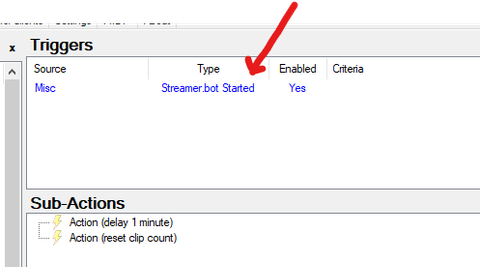 x Triggers
Source Type Enabled Criteria
Misc Streamer.bot Started Yes
Sub-Actions
Action (delay 1 minute)
Action (reset clip count)